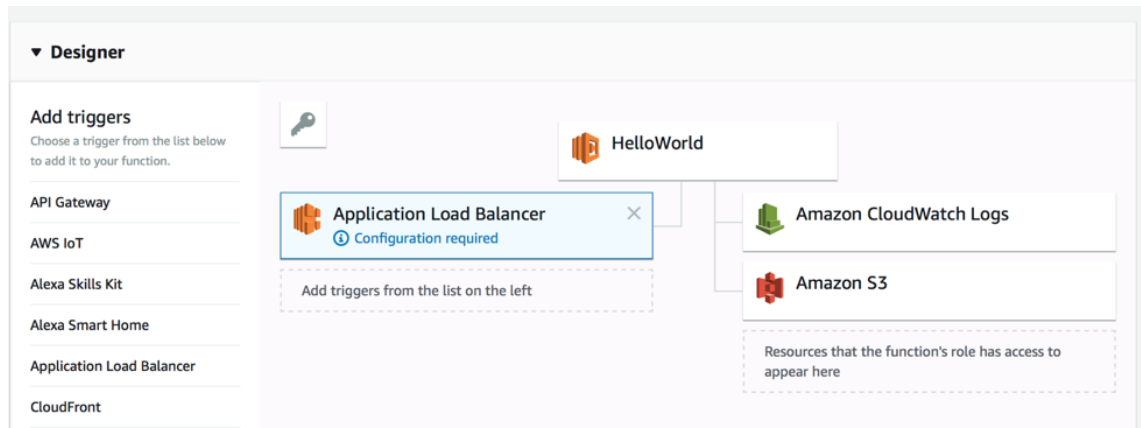 Designer
Add triggers
Choose a trigger from the list below
to add it to your function.
API Gateway
AWS IoT
Alexa Skills Kit
Alexa Smart Home
Application Load Balancer
CloudFront
HelloWorld
Application Load Balancer
Configuration required
Add triggers from the list on the left
Amazon CloudWatch Logs
Amazon S3
Resources that the function's role has access to
appear here